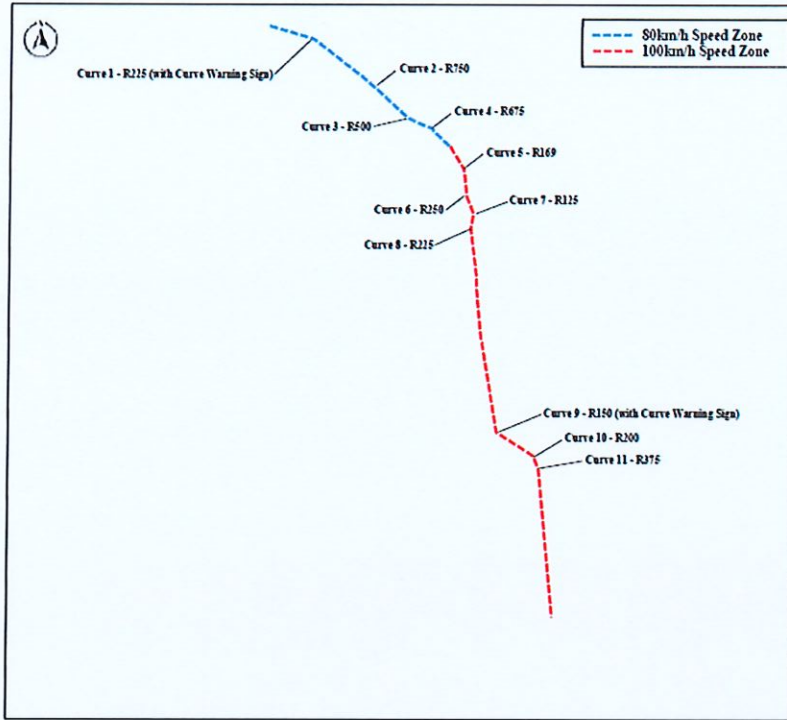 80km/h Speed Zone
100km/h Speed Zone
Curve 1 - R225 (with Curve Warning Sign)
Curve 2 - R750
Curve 3 - R500
Curve 4 - R675
Curve 5 - R169
Curve 6 - R250
Curve 7 - R125
Curve 8 - R225
Curve 9 - R150 (with Curve Warning Sign)
Curve 10 - R200
Curve 11 - R375